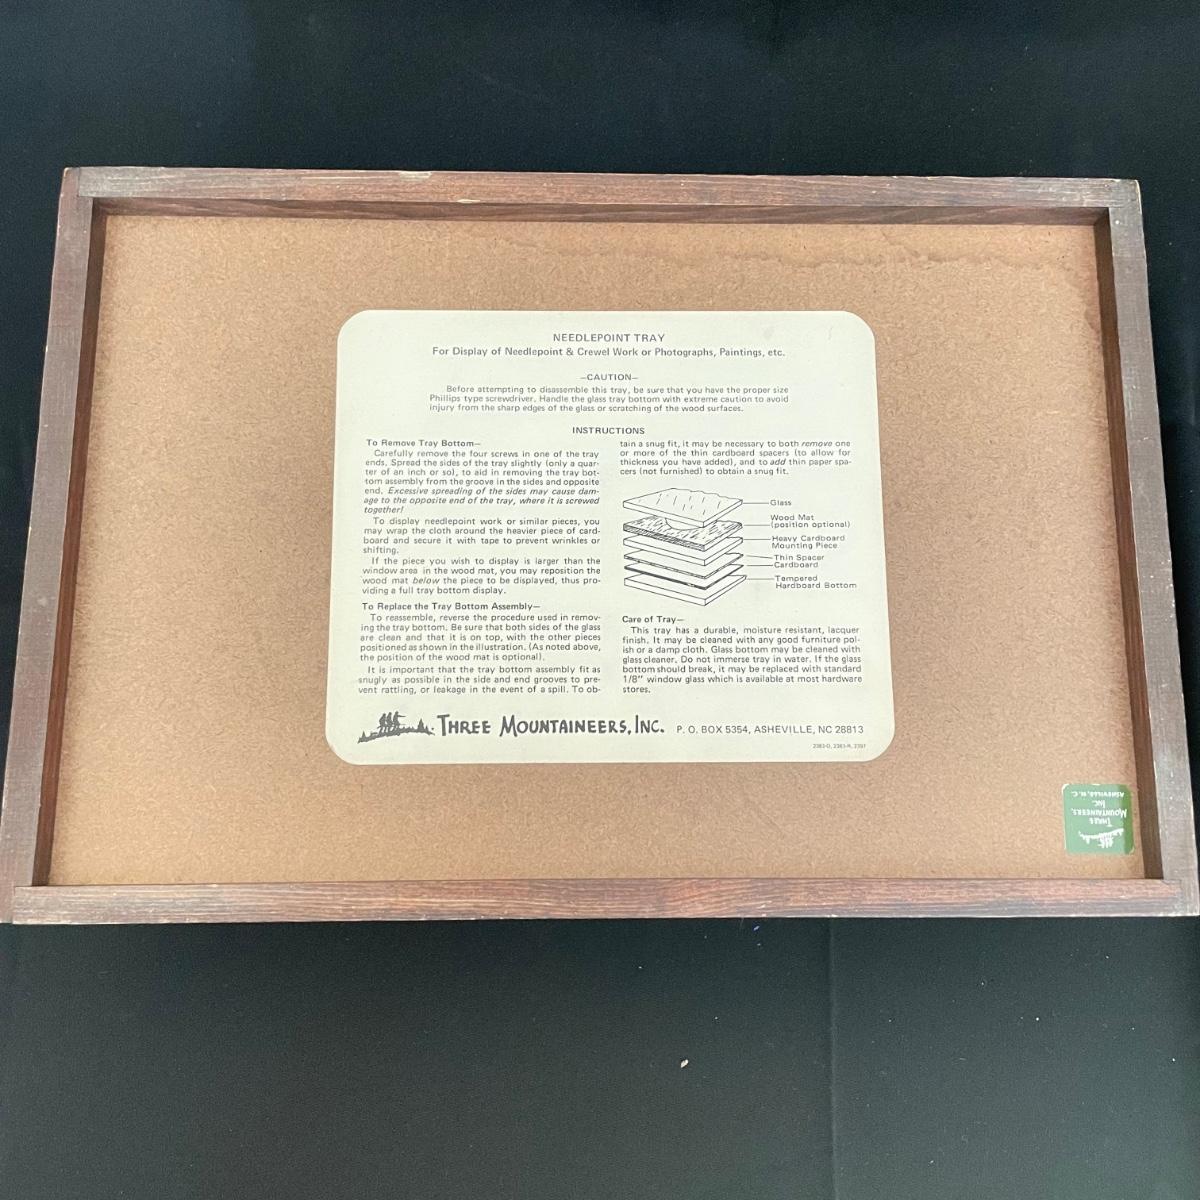 NEEDLEPOINT TRAY
For Display of Needlepoint & Crewel Work or Photographs, Paintings, etc.
—CAUTION—
Before attempting to disassemble this tray, be sure that you have the proper size
Phillips type screwdriver. Handle the glass tray bottom with extreme caution to avoid
injury from the sharp edges of the glass or scratching of the wood surfaces.
INSTRUCTIONS
To Remove Tray Bottom—
Carefully remove the four screws in one of the tray
ends. Spread the sides of the tray slightly (only a quar-
ter of an inch or so), to aid in removing the tray bot-
tom assembly from the groove in the sides and opposite
end. Excessive spreading of the sides may cause dam-
age to the opposite end of the tray, where it is screwed
together!
To display needlepoint work or similar pieces, you
may wrap the cloth around the heavier piece of card-
board and secure it with tape to prevent wrinkles or
shifting.
If the piece you wish to display is larger than the
window area in the wood mat, you may reposition the
wood mat below the piece to be displayed, thus pro-
viding a full tray bottom display.
To Replace the Tray Bottom Assembly—
To reassemble, reverse the procedure used in remov-
ing the tray bottom. Be sure that both sides of the glass
are clean and that it is on top, with the other pieces
positioned as shown in the illustration. (As noted above,
the position of the wood mat is optional).
It is important that the tray bottom assembly fit as
snugly as possible in the side and end grooves to pre-
vent rattling, or leakage in the event of a spill. To ob-
tain a snug fit, it may be necessary to both remove one
or more of the thin cardboard spacers (to allow for
thickness you have added), and to add thin paper spa-
cers (not furnished) to obtain a snug fit.
Glass
Wood Mat
(position optional)
Heavy Cardboard
Mounting Piece
Thin Spacer
Cardboard
Tempered
Hardboard Bottom
Care of Tray—
This tray has a durable, moisture resistant, lacquer
finish. It may be cleaned with any good furniture pol-
ish or a damp cloth. Glass bottom may be cleaned with
glass cleaner. Do not immerse tray in water. If the glass
bottom should break, it may be replaced with standard
1/8" window glass which is available at most hardware
stores.
THREE MOUNTAINEERS, INC. P. O. BOX 5354, ASHEVILLE, NC 28813
2383-D, 2383-R, 2397
THREE
MOUNTAINEERS,
INC.
ASHEVILLE, N. C.